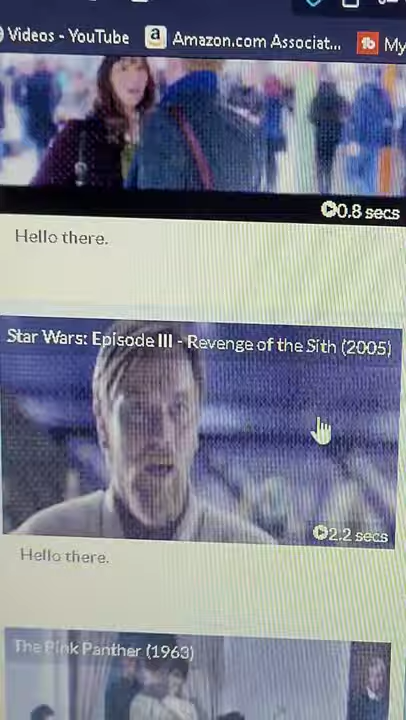 Videos - YouTube
a Amazon.com Associat...
tb My
0.8 secs
Hello there.
Star Wars: Episode III - Revenge of the Sith (2005)
2.2 secs
Hello there.
The Pink Panther (1963)